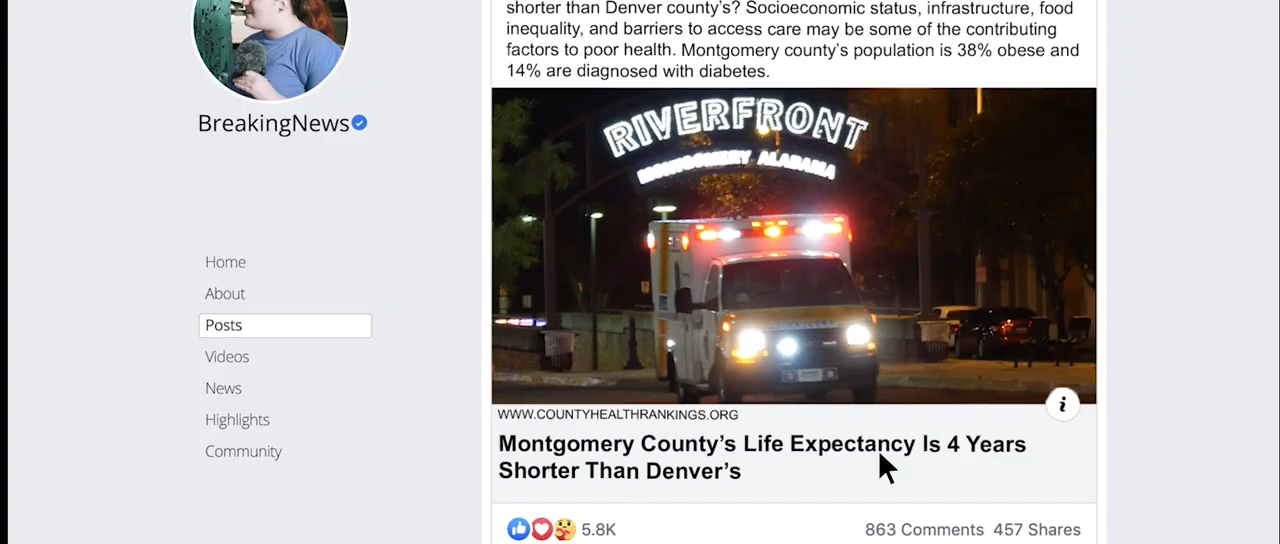 shorter than Denver county's? Socioeconomic status, infrastructure, food
inequality, and barriers to access care may be some of the contributing
factors to poor health. Montgomery county's population is 38% obese and
14% are diagnosed with diabetes.
BreakingNews
Home
About
Posts
Videos
News
Highlights
Community
RIVERFRONT
MONTGOMERY ALABAMA
WWW.COUNTYHEALTHRANKINGS.ORG
i
Montgomery County's Life Expectancy Is 4 Years
Shorter Than Denver's
5.8K
863 Comments 457 Shares